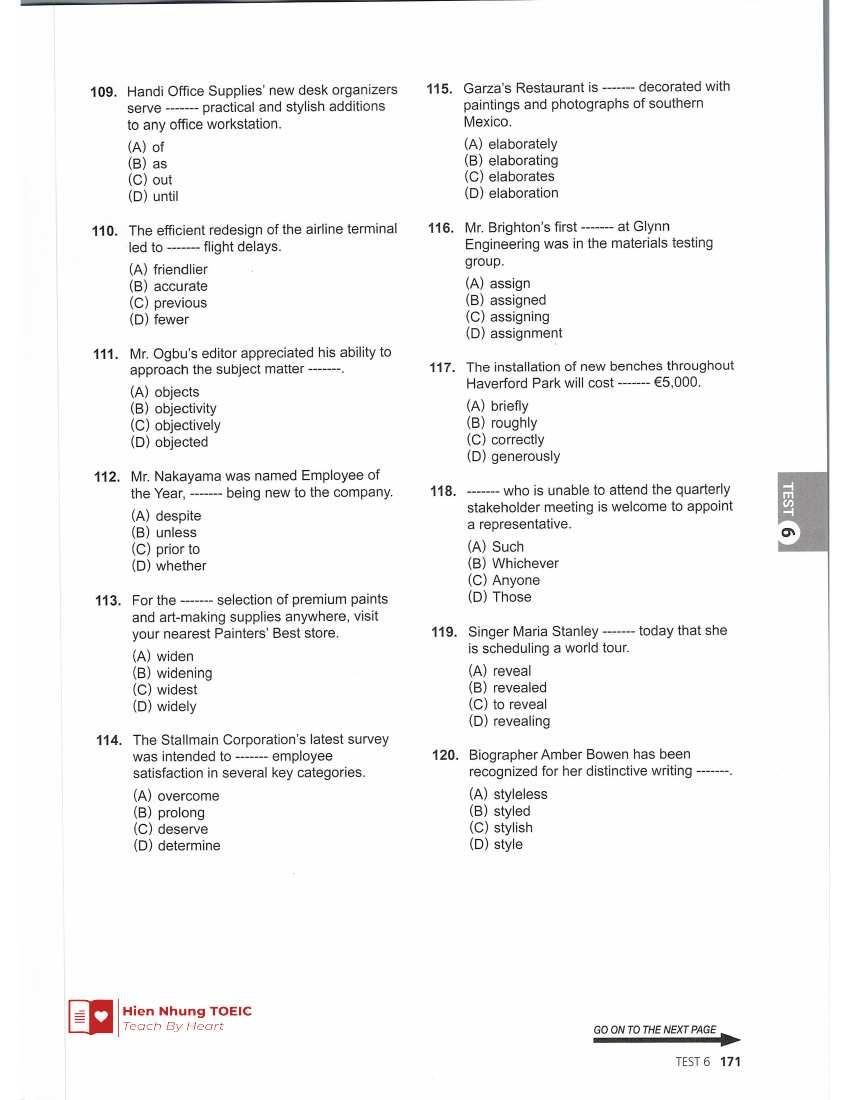 109. Handi Office Supplies' new desk organizers
serve ------- practical and stylish additions
to any office workstation.
(A) of
(B) as
(C) out
(D) until
110. The efficient redesign of the airline terminal
led to ------- flight delays.
(A) friendlier
(B) accurate
(C) previous
(D) fewer
111. Mr. Ogbu's editor appreciated his ability to
approach the subject matter -------.
(A) objects
(B) objectivity
(C) objectively
(D) objected
112. Mr. Nakayama was named Employee of
the Year, ------- being new to the company.
(A) despite
(B) unless
(C) prior to
(D) whether
113. For the ------- selection of premium paints
and art-making supplies anywhere, visit
your nearest Painters' Best store.
(A) widen
(B) widening
(C) widest
(D) widely
114. The Stallmain Corporation's latest survey
was intended to ------- employee
satisfaction in several key categories.
(A) overcome
(B) prolong
(C) deserve
(D) determine
115. Garza's Restaurant is ------- decorated with
paintings and photographs of southern
Mexico.
(A) elaborately
(B) elaborating
(C) elaborates
(D) elaboration
116. Mr. Brighton's first ------- at Glynn
Engineering was in the materials testing
group.
(A) assign
(B) assigned
(C) assigning
(D) assignment
117. The installation of new benches throughout
Haverford Park will cost ------- €5,000.
(A) briefly
(B) roughly
(C) correctly
(D) generously
118. ------- who is unable to attend the quarterly
stakeholder meeting is welcome to appoint
a representative.
(A) Such
(B) Whichever
(C) Anyone
(D) Those
119. Singer Maria Stanley ------- today that she
is scheduling a world tour.
(A) reveal
(B) revealed
(C) to reveal
(D) revealing
120. Biographer Amber Bowen has been
recognized for her distinctive writing -------.
(A) styleless
(B) styled
(C) stylish
(D) style
TEST 6
Hien Nhung TOEIC
Teach By Heart
GO ON TO THE NEXT PAGE
TEST 6 171